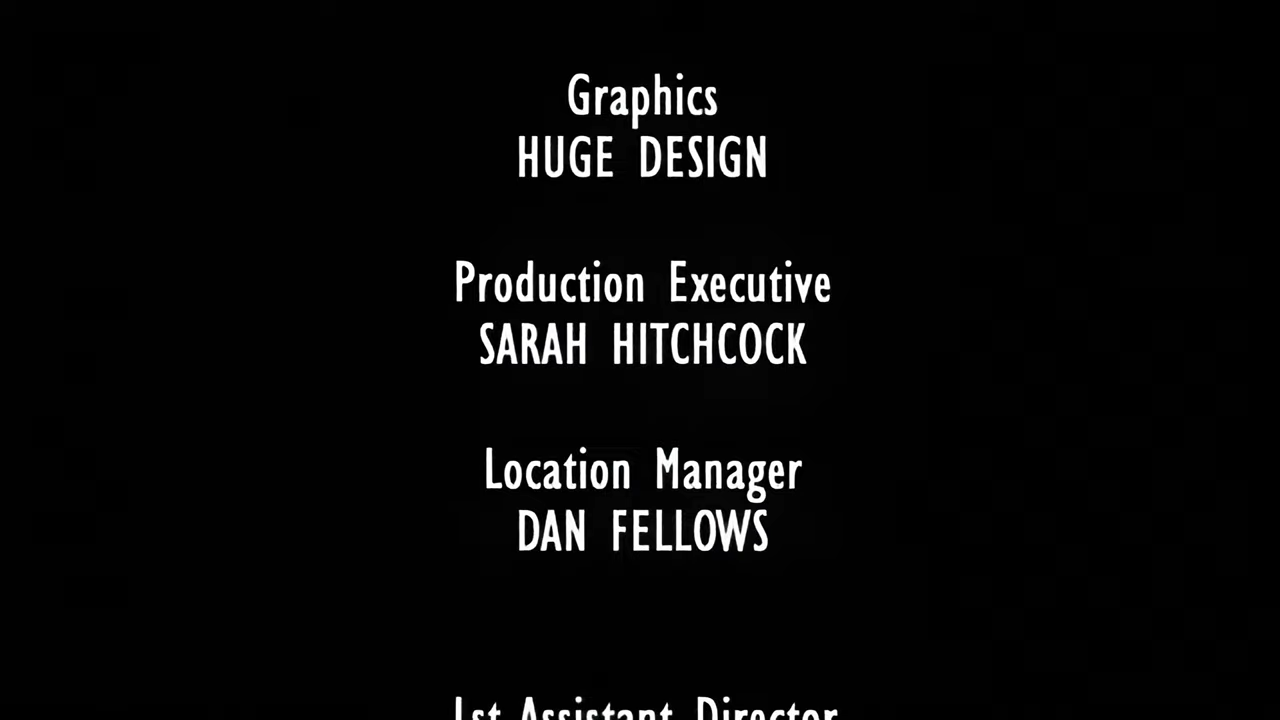 Graphics
HUGE DESIGN
Production Executive
SARAH HITCHCOCK
Location Manager
DAN FELLOWS
1st Assistant Director